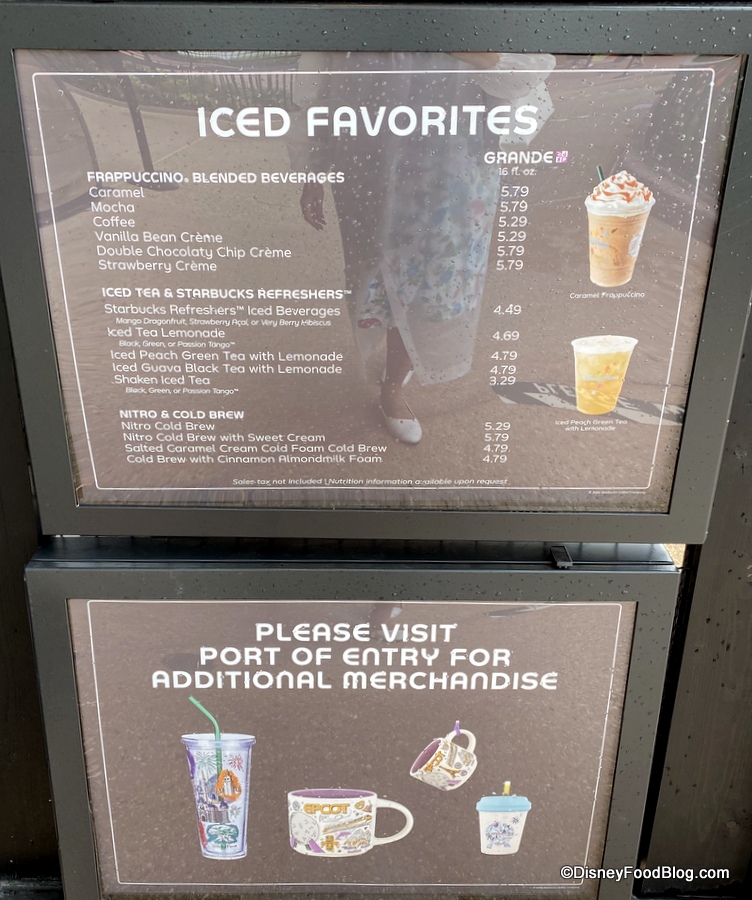 ICED FAVORITES
GRANDE
16 fl. oz.
FRAPPUCCINO® BLENDED BEVERAGES
Caramel 5.79
Mocha 5.79
Coffee 5.29
Vanilla Bean Crème 5.29
Double Chocolaty Chip Crème 5.79
Strawberry Crème 5.79
Caramel Frappuccino
ICED TEA & STARBUCKS REFRESHERS™
Starbucks Refreshers™ Iced Beverages 4.49
Mango Dragonfruit, Strawberry Açaí, or Very Berry Hibiscus
Iced Tea Lemonade 4.69
Black, Green, or Passion Tango™
Iced Peach Green Tea with Lemonade 4.79
Iced Guava Black Tea with Lemonade 4.79
Shaken Iced Tea 3.29
Black, Green, or Passion Tango™
Iced Peach Green Tea
with Lemonade
NITRO & COLD BREW
Nitro Cold Brew 5.29
Nitro Cold Brew with Sweet Cream 5.79
Salted Caramel Cream Cold Foam Cold Brew 4.79
Cold Brew with Cinnamon Almondmilk Foam 4.79
Sales tax not included | Nutrition information available upon request
PLEASE VISIT
PORT OF ENTRY FOR
ADDITIONAL MERCHANDISE
EPCOT
EPCOT
©DisneyFoodBlog.com